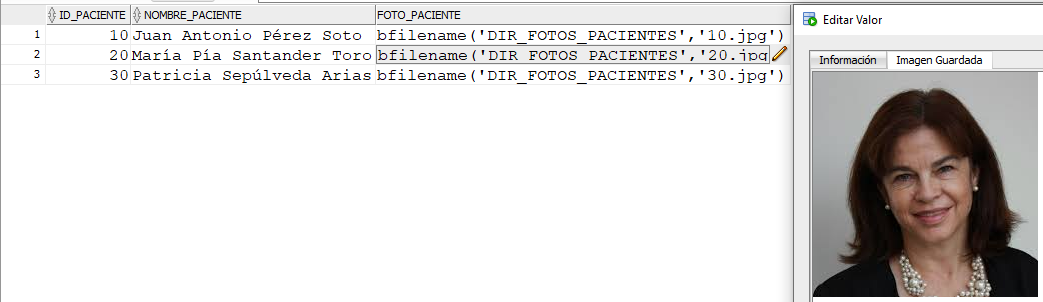 ID_PACIENTE NOMBRE_PACIENTE FOTO_PACIENTE
1 10 Juan Antonio Pérez Soto bfilename('DIR_FOTOS_PACIENTES','10.jpg')
2 20 María Pía Santander Toro bfilename('DIR_FOTOS_PACIENTES','20.jpg
3 30 Patricia Sepúlveda Arias bfilename('DIR_FOTOS_PACIENTES','30.jpg')
Editar Valor
Información Imagen Guardada